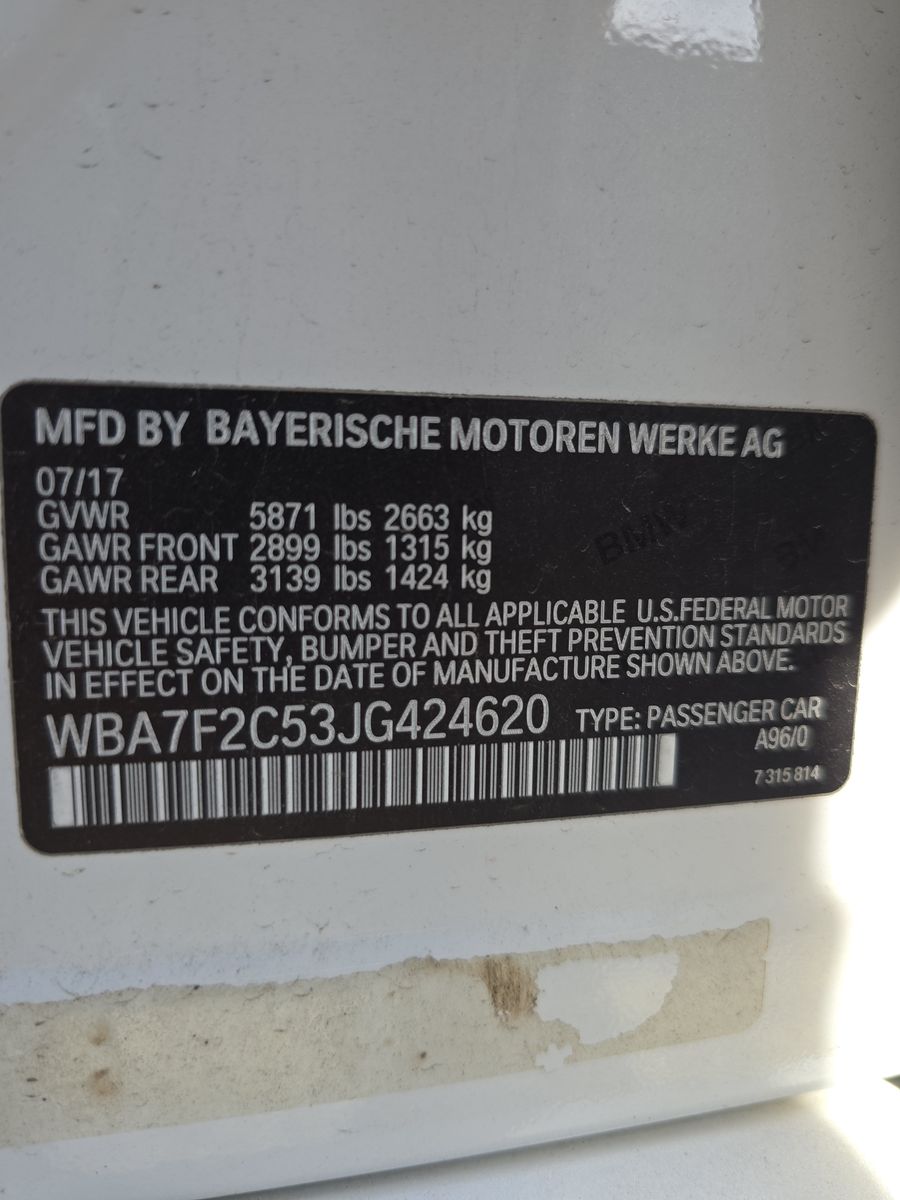 MFD BY BAYERISCHE MOTOREN WERKE AG
07/17
GVWR 5871 lbs 2663 kg
GAWR FRONT 2899 lbs 1315 kg
GAWR REAR 3139 lbs 1424 kg
THIS VEHICLE CONFORMS TO ALL APPLICABLE U.S.FEDERAL MOTOR
VEHICLE SAFETY, BUMPER AND THEFT PREVENTION STANDARDS
IN EFFECT ON THE DATE OF MANUFACTURE SHOWN ABOVE.
WBA7F2C53JG424620 TYPE: PASSENGER CAR
A96/0
7 315 814